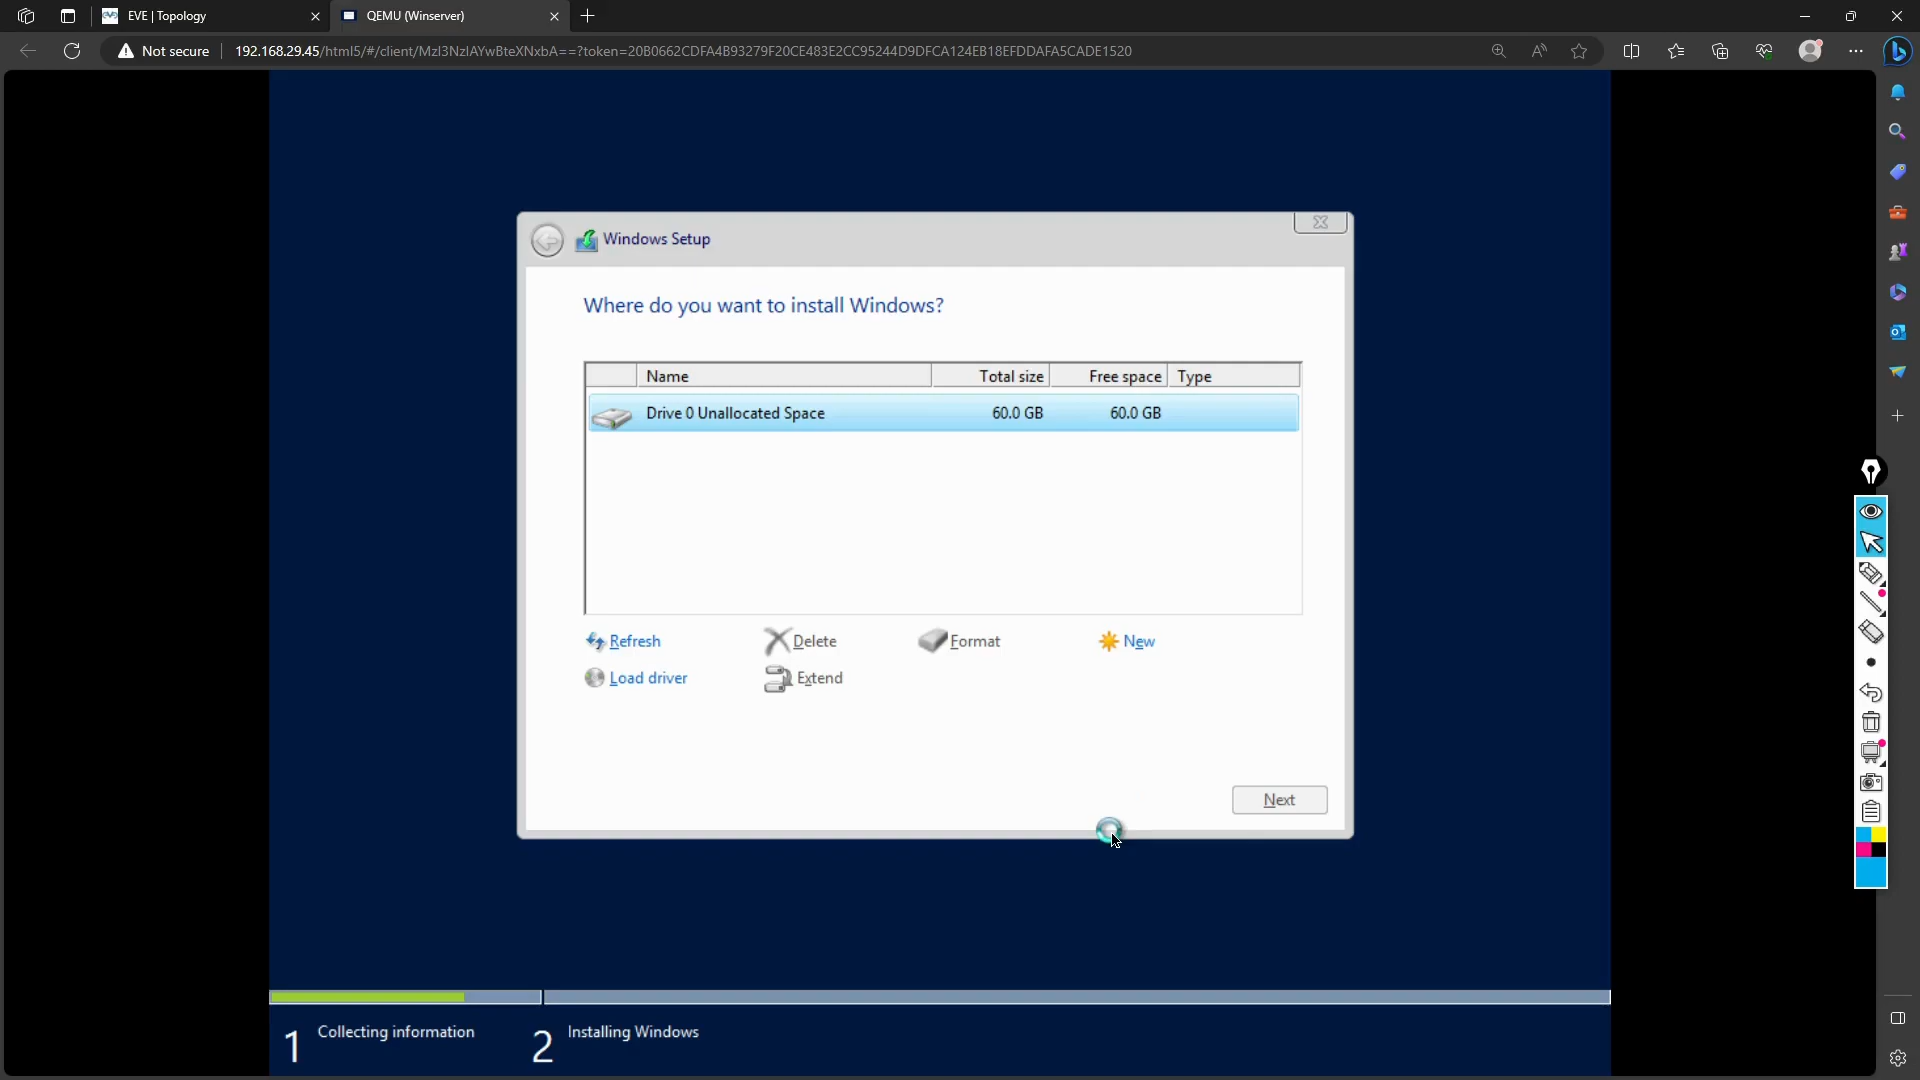 EVE | Topology
QEMU (Winserver)
Not secure
192.168.29.45/html5/#/client/MzI3NzIAYwBteXNxbA==?token=20B0662CDFA4B93279F20CE483E2CC95244D9DFCA124EB18EFDDAFA5CADE1520
Windows Setup
Where do you want to install Windows?
Name Total size Free space Type
Drive 0 Unallocated Space 60.0 GB 60.0 GB
Refresh Delete Format New
Load driver Extend
Next
1 Collecting information 2 Installing Windows